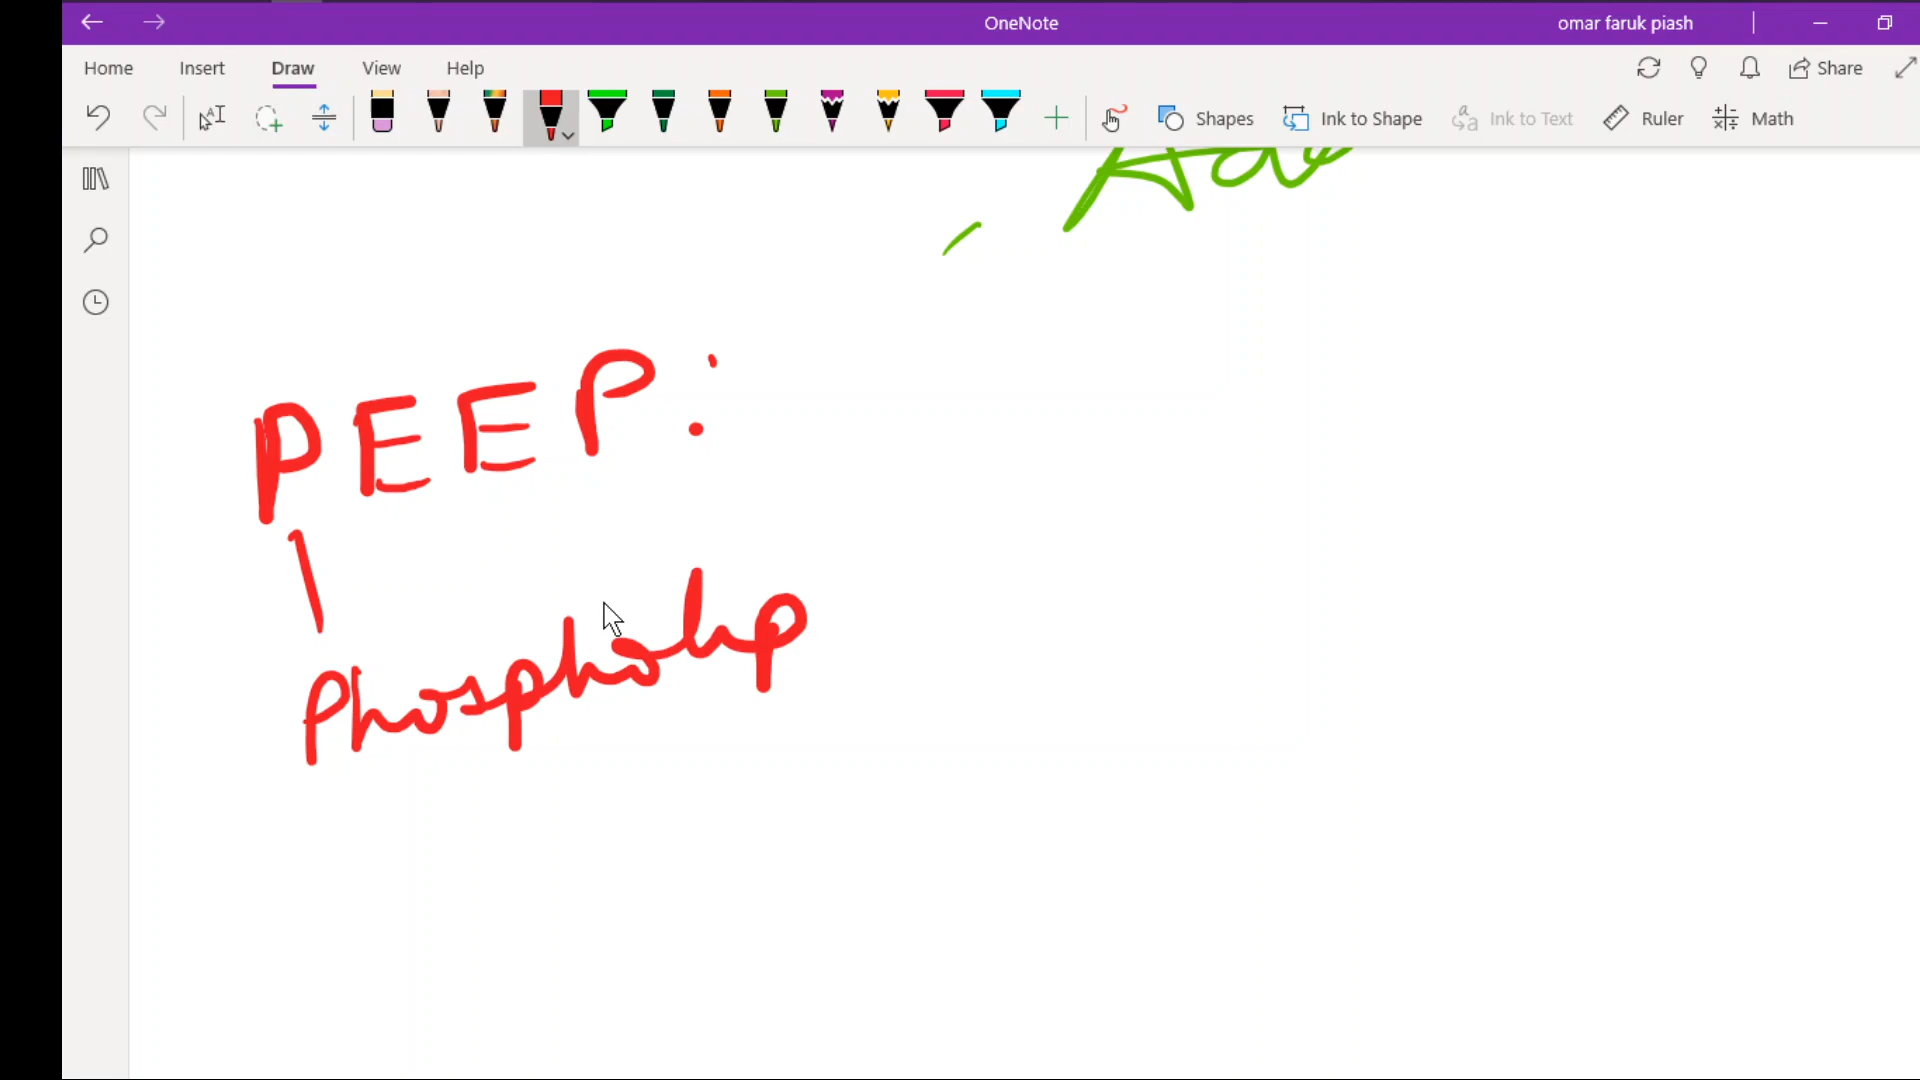 OneNote
omar faruk piash
Home Insert Draw View Help
Share
Shapes Ink to Shape Ink to Text Ruler Math
PEEP:
Phospholip